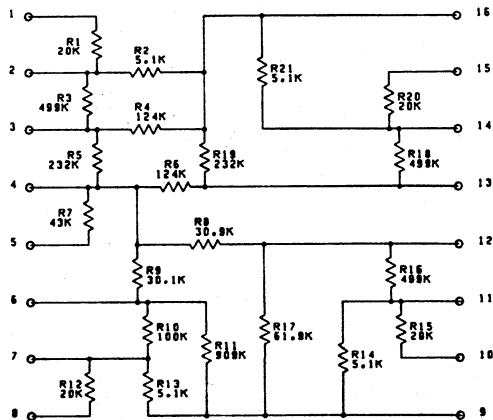 1
16
R1
20K
R2
5.1K
R21
5.1K
2
15
R3
499K
R20
20K
R4
124K
3
14
R5
232K
R6
124K
R19
232K
R18
499K
4
13
R7
43K
R8
30.9K
5
12
R9
30.1K
R16
499K
6
11
R10
100K
R11
909K
R17
61.9K
R14
5.1K
R15
20K
7
10
R12
20K
R13
5.1K
8
9